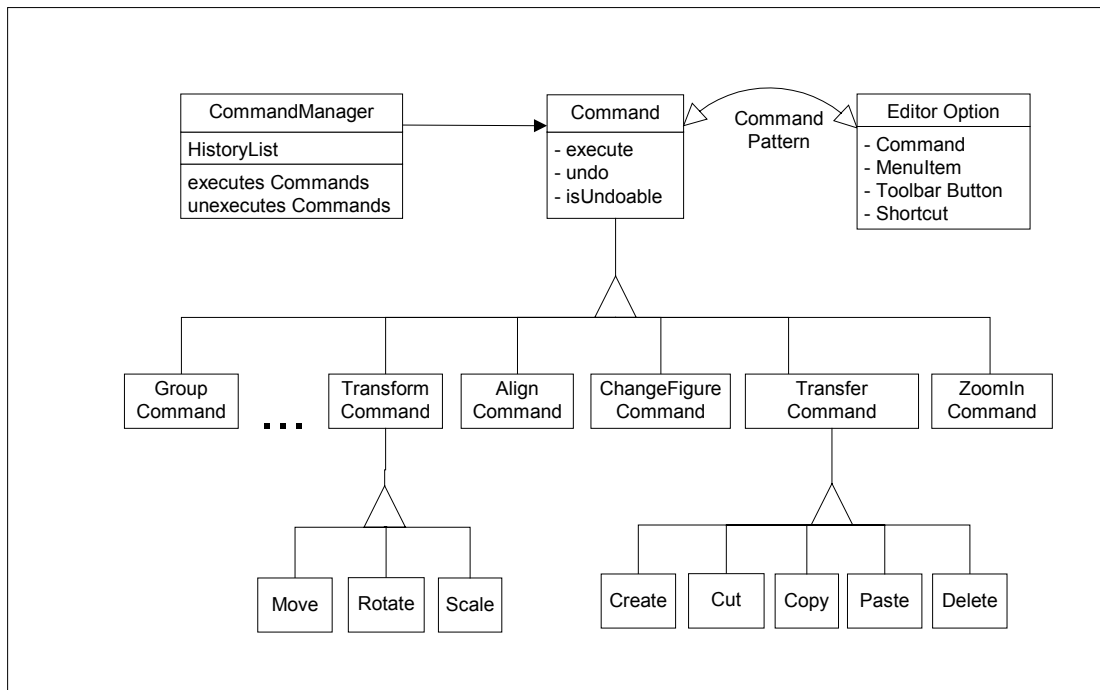 CommandManager
HistoryList
executes Commands
unexecutes Commands
Command
- execute
- undo
- isUndoable
Command
Pattern
Editor Option
- Command
- MenuItem
- Toolbar Button
- Shortcut
Group
Command
...
Transform
Command
Align
Command
ChangeFigure
Command
Transfer
Command
ZoomIn
Command
Move
Rotate
Scale
Create
Cut
Copy
Paste
Delete